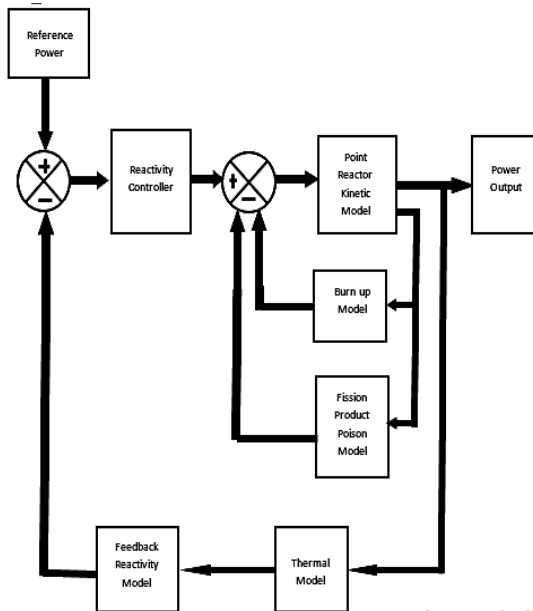 Reference
Power
+
−
Reactivity
Controller
+
−
Point
Reactor
Kinetic
Model
Power
Output
Burn up
Model
Fission
Product
Poison
Model
Feedback
Reactivity
Model
Thermal
Model